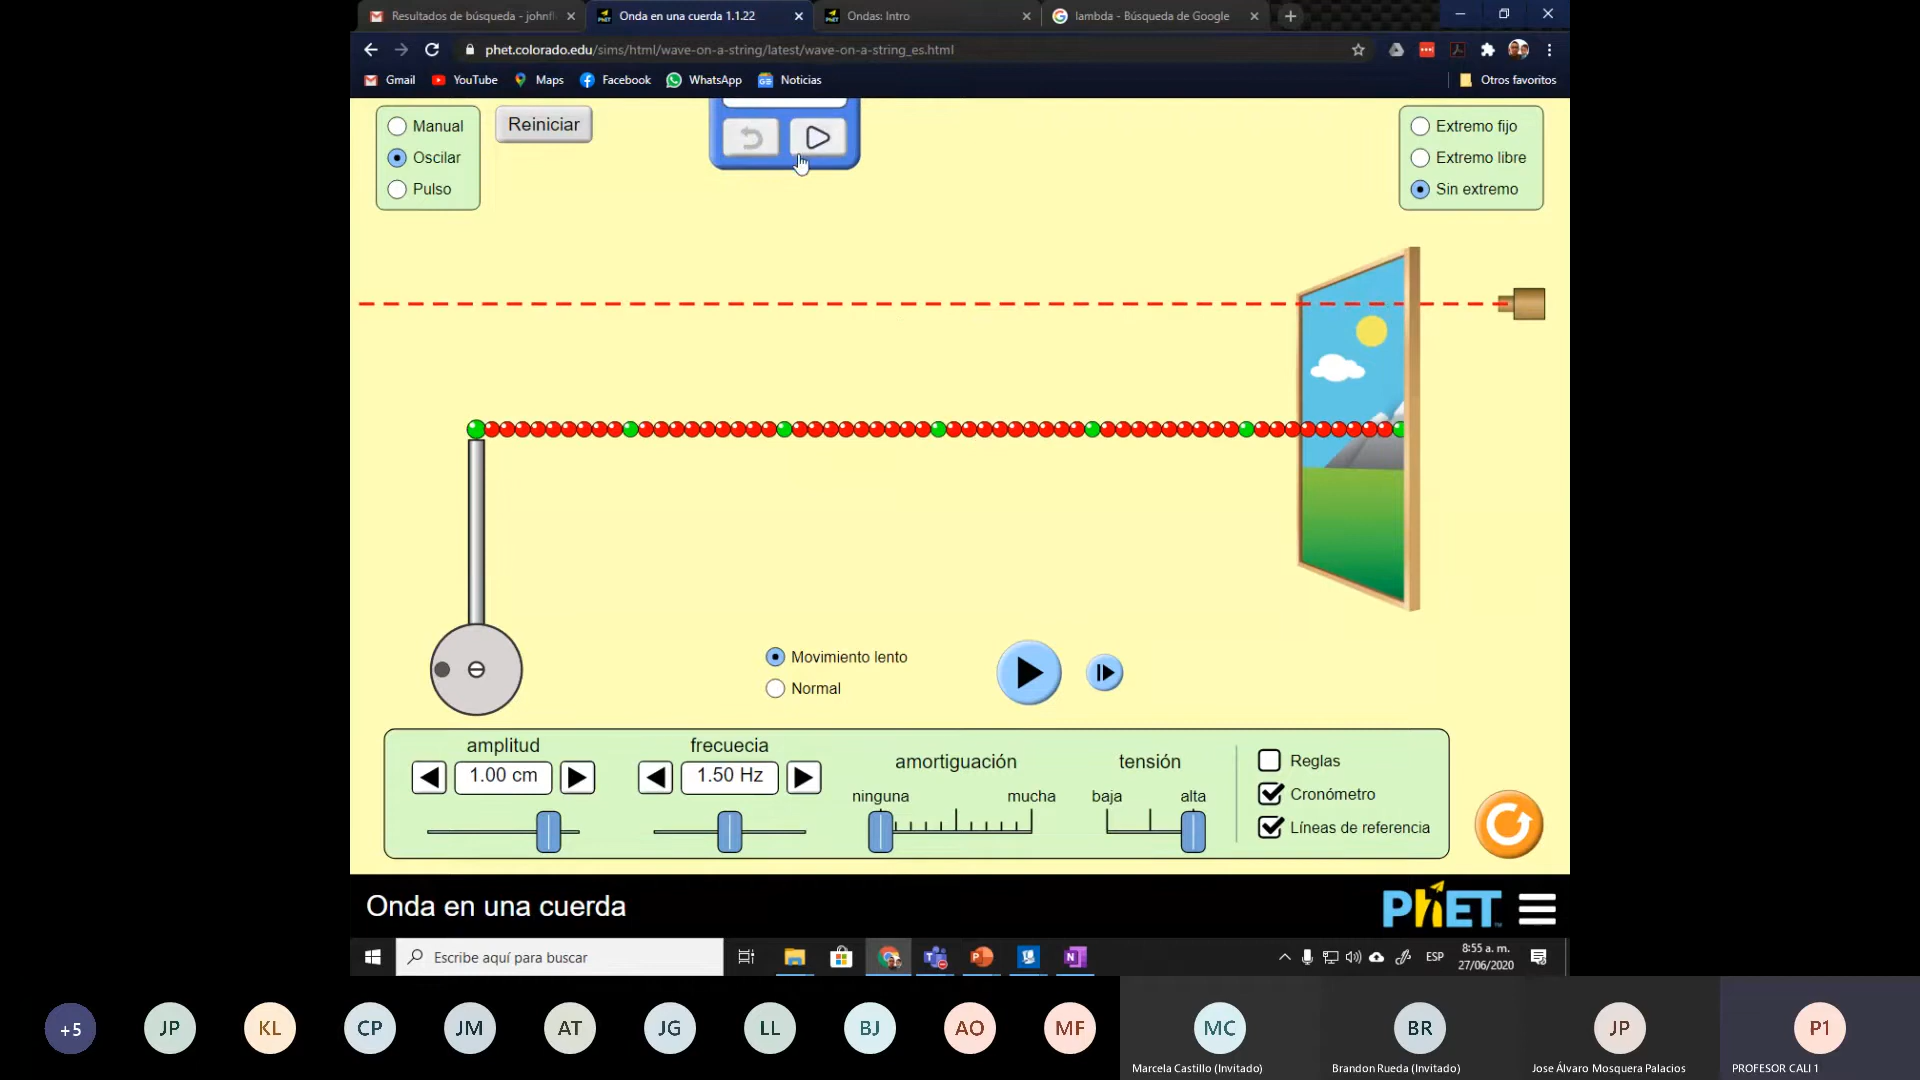 Resultados de búsqueda - johnfl
Onda en una cuerda 1.1.22
Ondas: Intro
lambda - Búsqueda de Google
phet.colorado.edu/sims/html/wave-on-a-string/latest/wave-on-a-string_es.html
Gmail
YouTube
Maps
Facebook
WhatsApp
Noticias
Otros favoritos
Manual
Oscilar
Pulso
Reiniciar
Extremo fijo
Extremo libre
Sin extremo
Movimiento lento
Normal
amplitud
1.00 cm
frecuecia
1.50 Hz
amortiguación
ninguna
mucha
tensión
baja
alta
Reglas
Cronómetro
Líneas de referencia
Onda en una cuerda
PhET
Escribe aquí para buscar
ESP
8:55 a. m.
27/06/2020
+5
JP
KL
CP
JM
AT
JG
LL
BJ
AO
MF
MC
Marcela Castillo (Invitado)
BR
Brandon Rueda (Invitado)
JP
Jose Álvaro Mosquera Palacios
P1
PROFESOR CALI 1